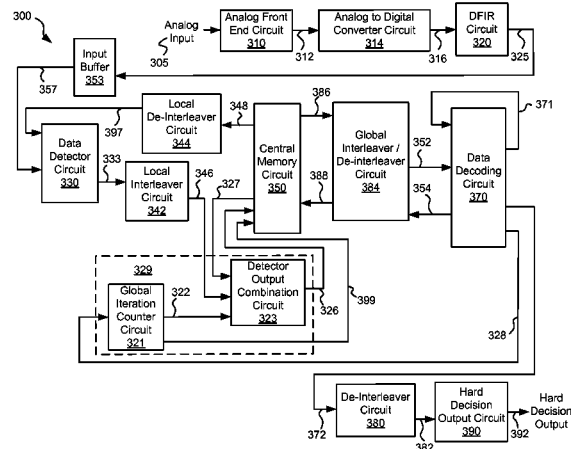 300
Analog
Input
305
Analog Front
End Circuit
310
312
Analog to Digital
Converter Circuit
314
316
DFIR
Circuit
320
325
Input
Buffer
353
357
397
Local
De-Interleaver
Circuit
344
348
386
371
Data
Detector
Circuit
330
333
Local
Interleaver
Circuit
342
346
327
Central
Memory
Circuit
350
388
Global
Interleaver /
De-interleaver
Circuit
384
352
354
Data
Decoding
Circuit
370
329
Global
Iteration
Counter
Circuit
321
322
Detector
Output
Combination
Circuit
323
326
399
328
372
De-Interleaver
Circuit
380
382
Hard
Decision
Output Circuit
390
392
Hard
Decision
Output